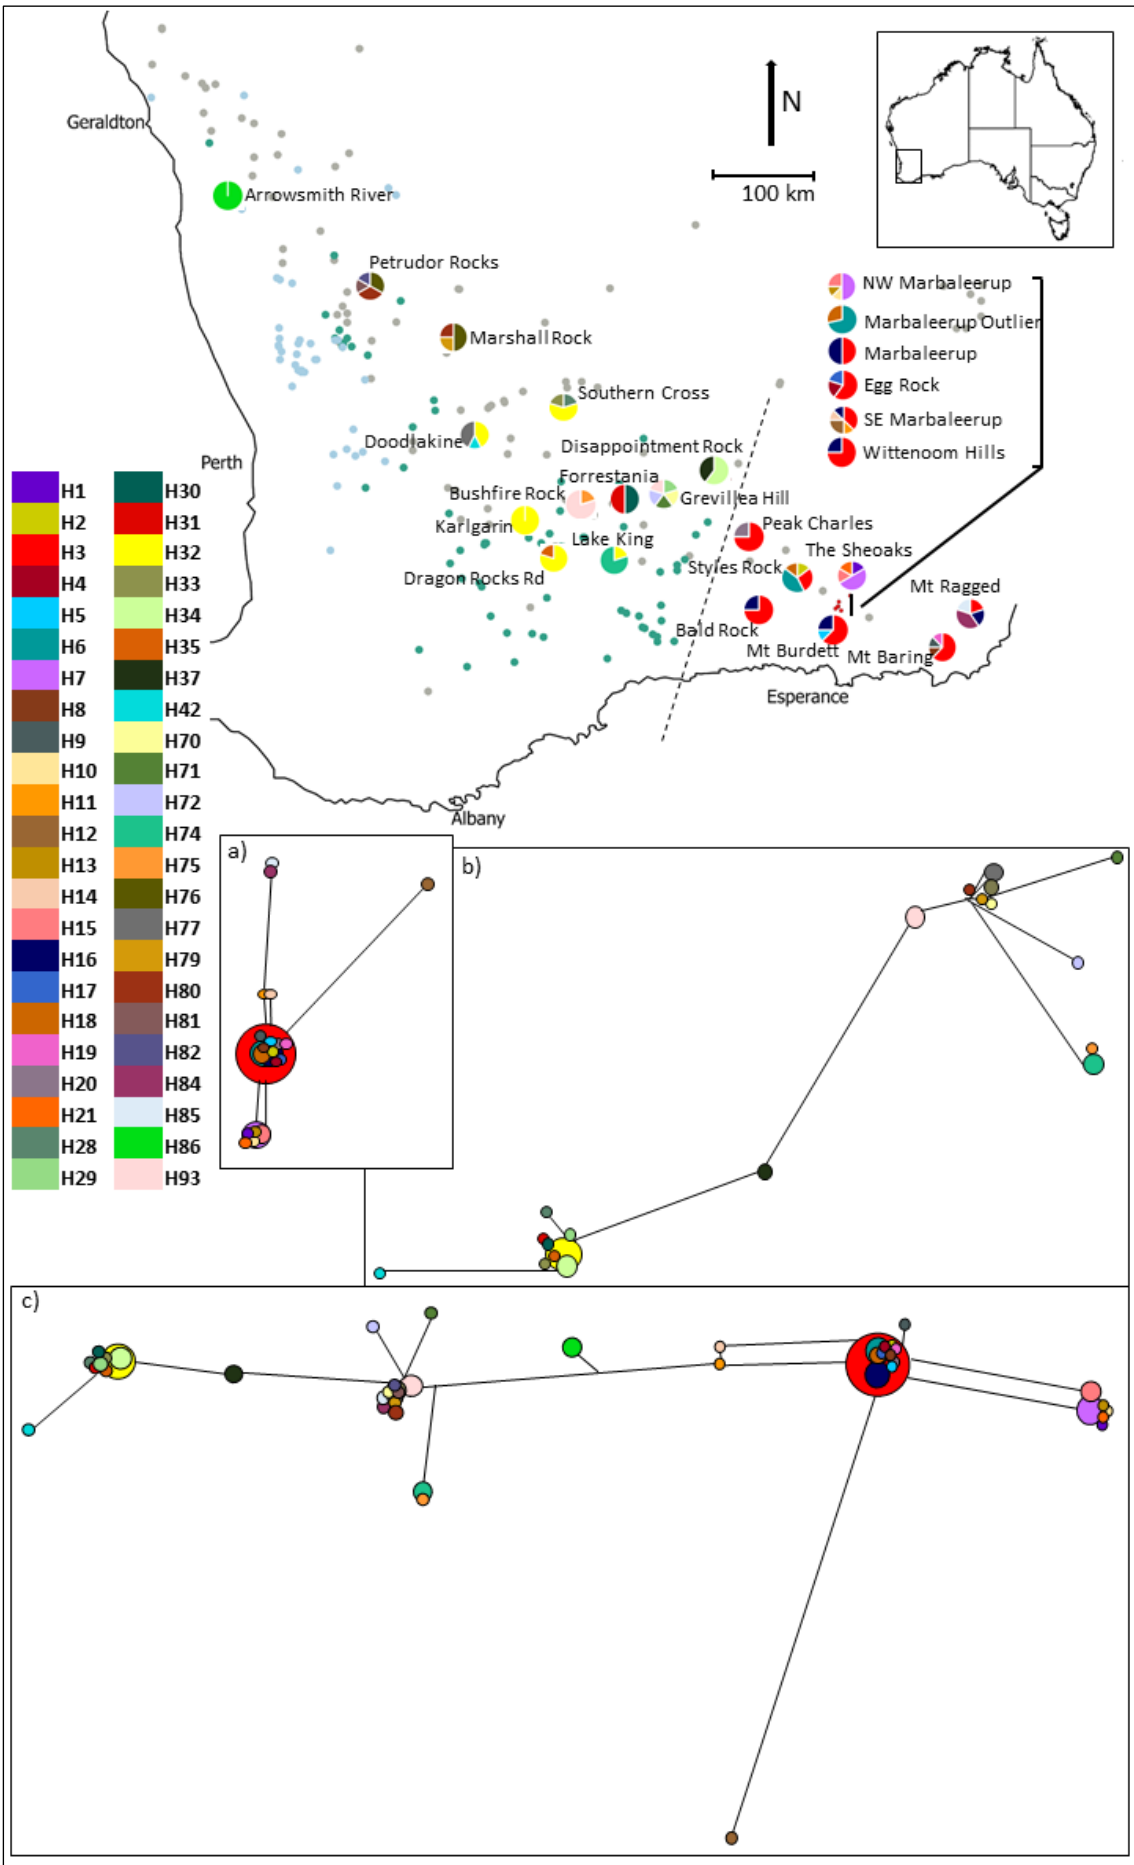 N
Geraldton
100 km
Arrowsmith River
Petrudor Rocks
NW Marbaleerup
Marbaleerup Outlier
Marshall Rock
Marbaleerup
Egg Rock
Southern Cross
SE Marbaleerup
Doodlakine
Disappointment Rock
Wittenoom Hills
Perth
Forrestania
Bushfire Rock
Grevillea Hill
Karlgarin
Peak Charles
Lake King
The Sheoaks
Dragon Rocks Rd
Styles Rock
Mt Ragged
Bald Rock
Mt Burdett
Mt Baring
Esperance
Albany
H1 H30
H2 H31
H3 H32
H4 H33
H5 H34
H6 H35
H7 H37
H8 H42
H9 H70
H10 H71
H11 H72
H12 H74
H13 H75
H14 H76
H15 H77
H16 H79
H17 H80
H18 H81
H19 H82
H20 H84
H21 H85
H28 H86
H29 H93
a)
b)
c)